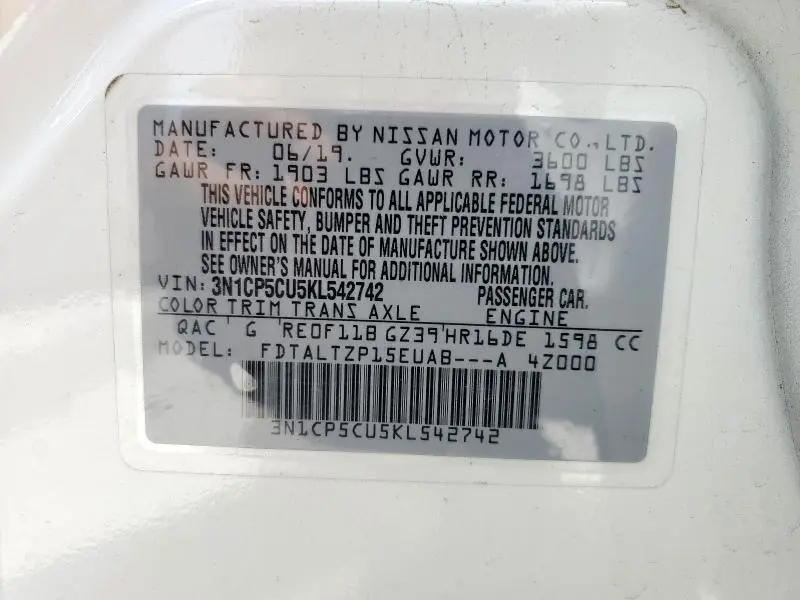 MANUFACTURED BY NISSAN MOTOR CO., LTD.
DATE: 06/19. GVWR: 3600 LBS
GAWR FR: 1903 LBS GAWR RR: 1698 LBS
THIS VEHICLE CONFORMS TO ALL APPLICABLE FEDERAL MOTOR
VEHICLE SAFETY, BUMPER AND THEFT PREVENTION STANDARDS
IN EFFECT ON THE DATE OF MANUFACTURE SHOWN ABOVE.
SEE OWNER'S MANUAL FOR ADDITIONAL INFORMATION.
VIN: 3N1CP5CU5KL542742 PASSENGER CAR.
COLOR TRIM TRANS AXLE ENGINE
QAC G RE0F11B GZ39 HR16DE 1598 CC
MODEL: FDTALTZP15EUAB---A 4Z000
3N1CP5CU5KL542742